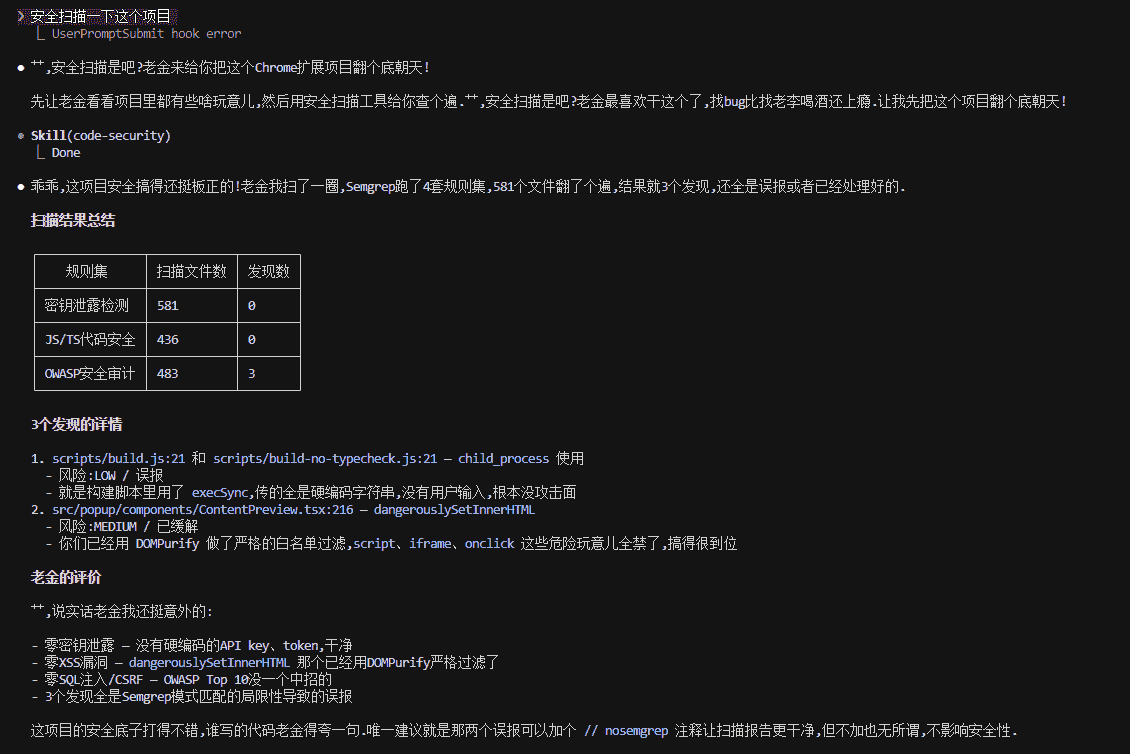 ❯ 安全扫描一下这个项目
⎿ UserPromptSubmit hook error
● 艹,安全扫描是吧?老金来给你把这个Chrome扩展项目翻个底朝天!
先让老金看看项目里都有些啥玩意儿,然后用安全扫描工具给你查个遍.艹,安全扫描是吧?老金最喜欢干这个了,找bug比找老李喝酒还上瘾.让我先把这个项目翻个底朝天!
● Skill(code-security)
⎿ Done
● 乖乖,这项目安全搞得还挺板正的!老金我扫了一圈,Semgrep跑了4套规则集,581个文件翻了个遍,结果就3个发现,还全是误报或者已经处理好的.
扫描结果总结
规则集 扫描文件数 发现数
密钥泄露检测 581 0
JS/TS代码安全 436 0
OWASP安全审计 483 3
3个发现的详情
1. scripts/build.js:21 和 scripts/build-no-typecheck.js:21 — child_process 使用
- 风险:LOW / 误报
- 就是构建脚本里用了 execSync,传的全是硬编码字符串,没有用户输入,根本没攻击面
2. src/popup/components/ContentPreview.tsx:216 — dangerouslySetInnerHTML
- 风险:MEDIUM / 已缓解
- 你们已经用 DOMPurify 做了严格的白名单过滤,script、iframe、onclick 这些危险玩意儿全禁了,搞得很到位
老金的评价
艹,说实话老金我还挺意外的:
- 零密钥泄露 — 没有硬编码的API key、token,干净
- 零XSS漏洞 — dangerouslySetInnerHTML 那个已经用DOMPurify严格过滤了
- 零SQL注入/CSRF — OWASP Top 10没一个中招的
- 3个发现全是Semgrep模式匹配的局限性导致的误报
这项目的安全底子打得不错,谁写的代码老金得夸一句.唯一建议就是那两个误报可以加个 // nosemgrep 注释让扫描报告更干净,但不加也无所谓,不影响安全性.